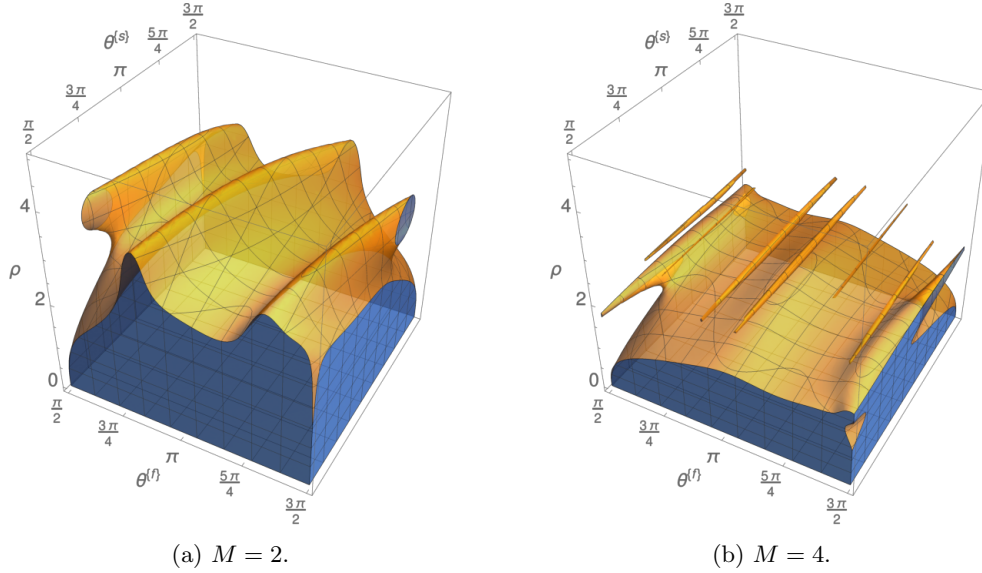 3π/2
5π/4
θ^{s}
π
3π/4
π/2
4
ρ
2
0
π/2
3π/4
π
θ^{f}
5π/4
3π/2
(a) M = 2.
3π/2
5π/4
θ^{s}
π
3π/4
π/2
4
ρ
2
0
π/2
3π/4
π
θ^{f}
5π/4
3π/2
(b) M = 4.